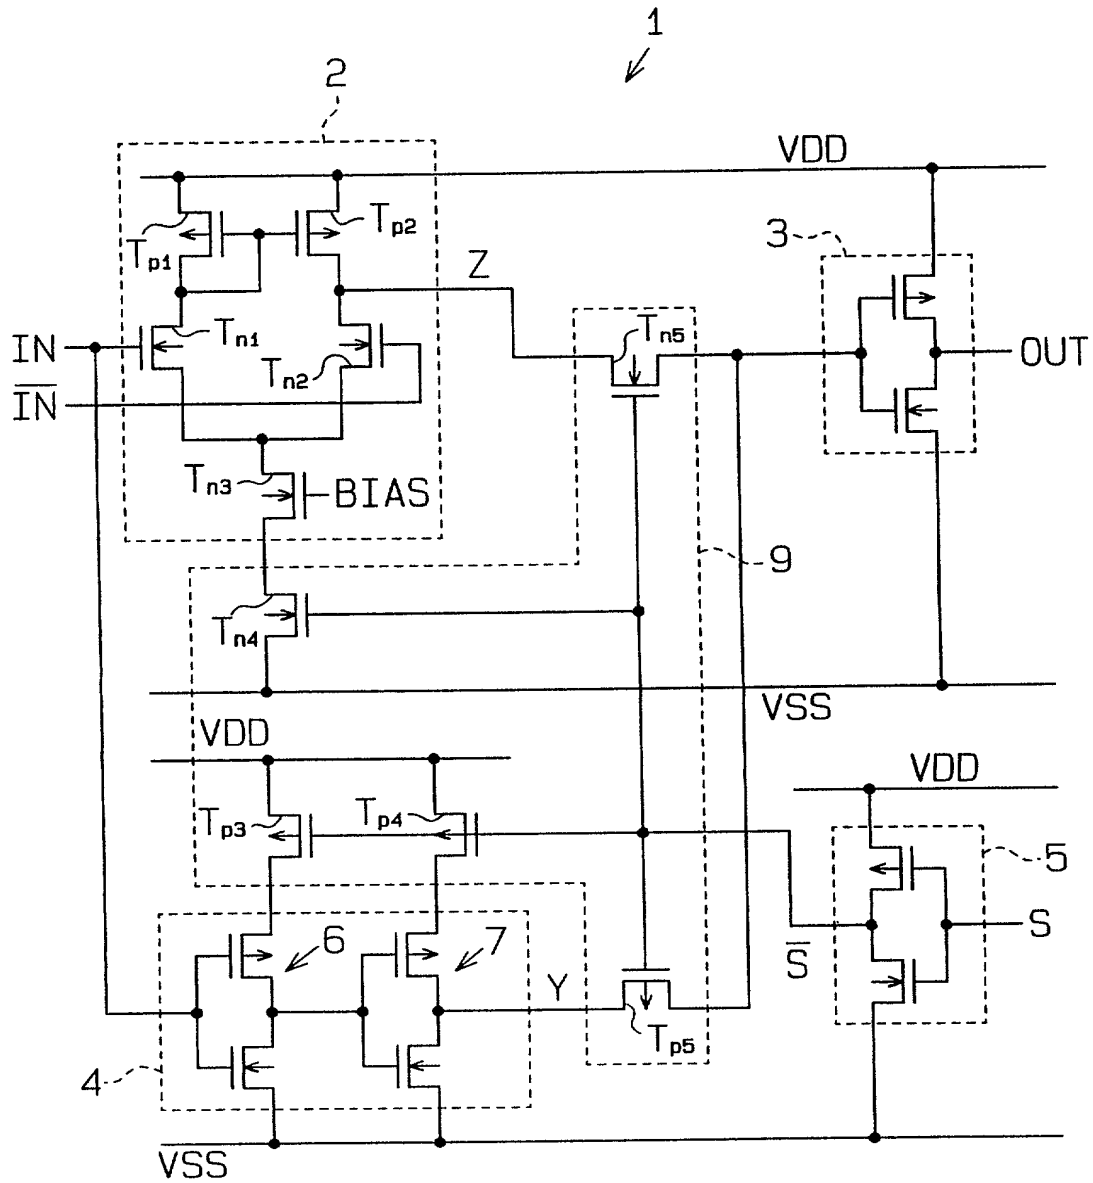 1
2
VDD
Tp1
Tp2
3
Z
IN
Tn1
Tn2
Tn5
OUT
I̅N̅
Tn3
BIAS
9
Tn4
VSS
VDD
VDD
Tp3
Tp4
5
6
7
S
S̅
Y
Tp5
4
VSS